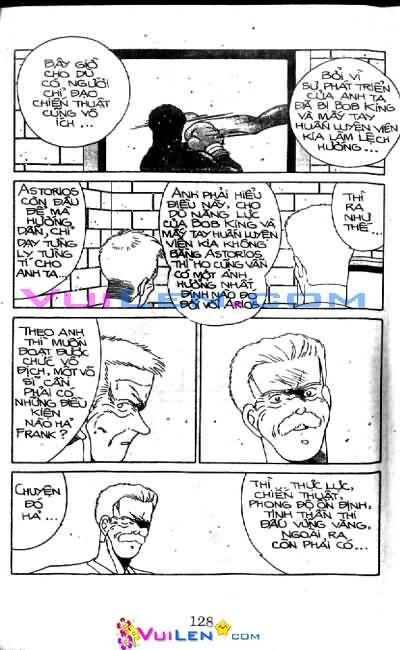 BÂY GIỜ
CHO DÙ
CÓ NGƯỜI
CHỈ ĐẠO
CHIẾN THUẬT
CŨNG VÔ
ÍCH ...
BỞI VÌ
SỰ PHÁT TRIỂN
CỦA ANH TA
ĐÃ BỊ BOB KING
VÀ MẤY TAY
HUẤN LUYỆN VIÊN
KIA LÀM LỆCH
HƯỚNG ...
ASTORIOS
CÒN ĐÂU
ĐỂ MÀ
HƯỚNG
DẪN, CHỈ
DẠY TỪNG
LY TỪNG
TÍ CHO
ANH TA ...
ANH PHẢI HIỂU
ĐIỀU NÀY, CHO
DÙ NĂNG LỰC
CỦA BOB KING VÀ
MẤY TAY HUẤN LUYỆN
VIÊN KIA KHÔNG
BẰNG ASTORIOS
THÌ HỌ CŨNG VẪN
CÓ MỘT ẢNH
HƯỞNG NHẤT
ĐỊNH NÀO ĐÓ
ĐỐI VỚI ARIOS
THÌ
RA
NHƯ
THẾ ...
VUILEN.COM
THEO ANH
THÌ MUỐN
ĐOẠT ĐƯỢC
CHỨC VÔ
ĐỊCH, MỘT VÕ
SĨ CẦN
PHẢI CÓ
NHỮNG ĐIỀU
KIỆN
NÀO HẢ
FRANK ?
CHUYỆN
ĐÓ
HẢ ...
THÌ THỰC LỰC,
CHIẾN THUẬT,
PHONG ĐỘ ỔN ĐỊNH,
TINH THẦN THI
ĐẤU VỮNG VÀNG,
NGOÀI RA
CÒN PHẢI CÓ ...
128
VUILEN.COM